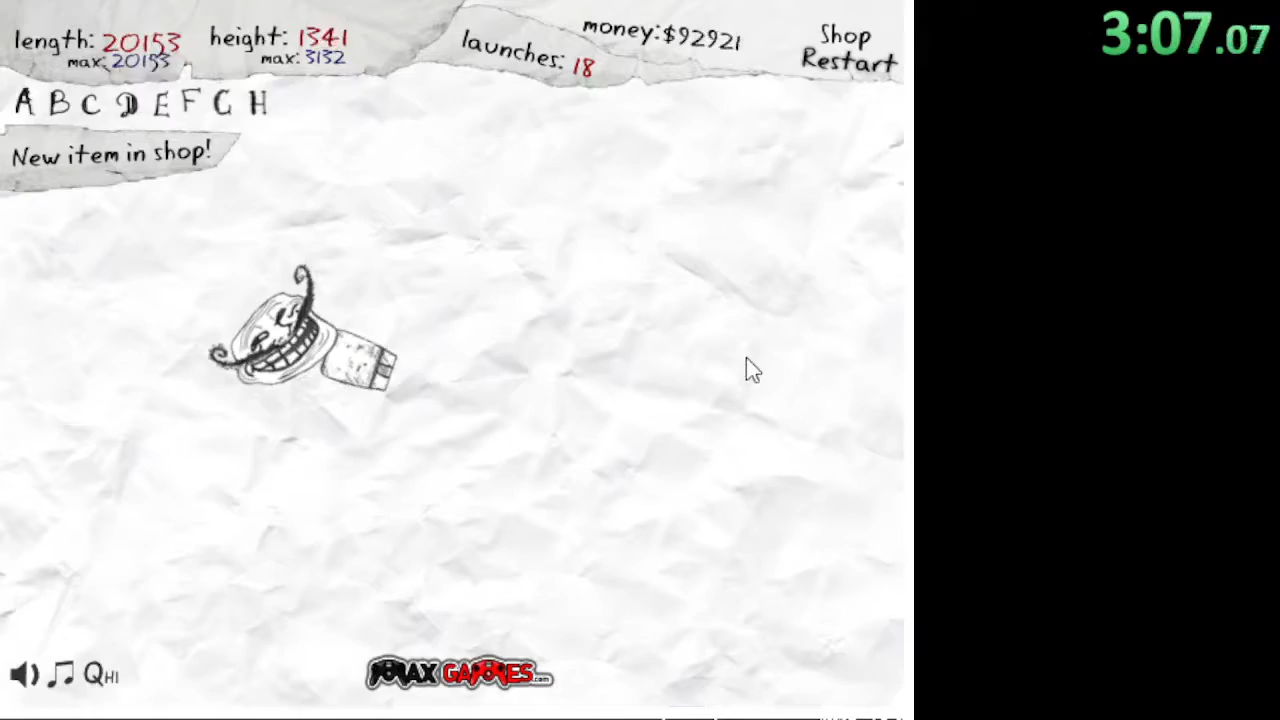 length: 20153 height: 1341 launches: 18 money:$92921 Shop
max:20153 max:3132 Restart
A B C D E F G H
New item in shop!
QHI MAX GAMES.com
3:07.07